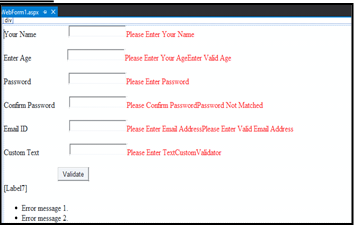 WebForm1.aspx
div
Your Name Please Enter Your Name
Enter Age Please Enter Your AgeEnter Valid Age
Password Please Enter Password
Confirm Password Please Confirm PasswordPassword Not Matched
Email ID Please Enter Email AddressPlease Enter Valid Email Address
Custom Text Please Enter TextCustomValidator
Validate
[Label7]
• Error message 1.
• Error message 2.